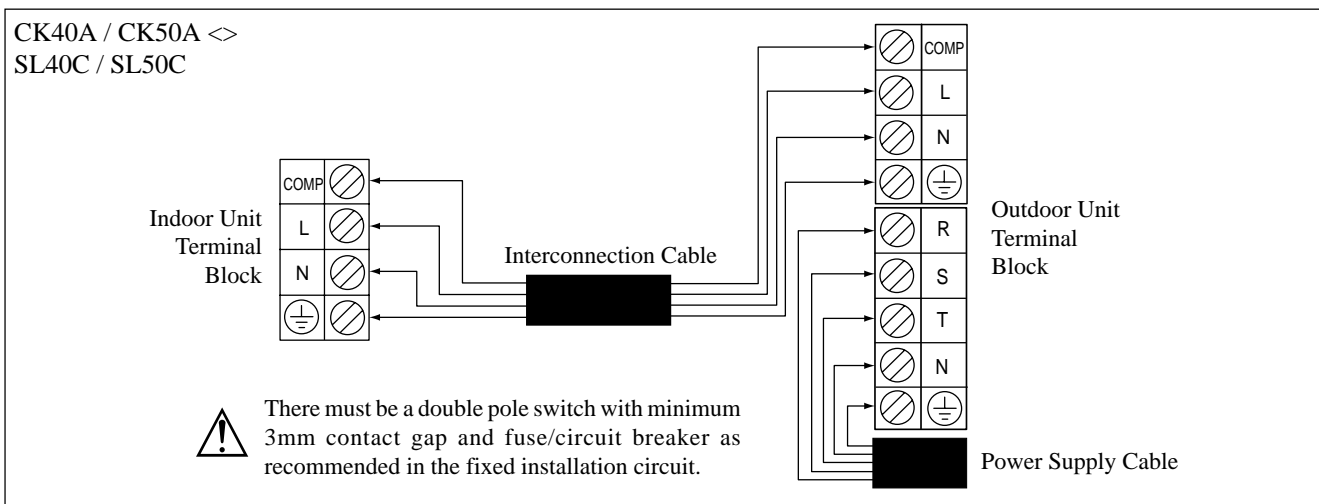 CK40A / CK50A <>
SL40C / SL50C
Indoor Unit
Terminal
Block
COMP
L
N
Interconnection Cable
COMP
L
N
R
S
T
N
Outdoor Unit
Terminal
Block
There must be a double pole switch with minimum
3mm contact gap and fuse/circuit breaker as
recommended in the fixed installation circuit.
Power Supply Cable